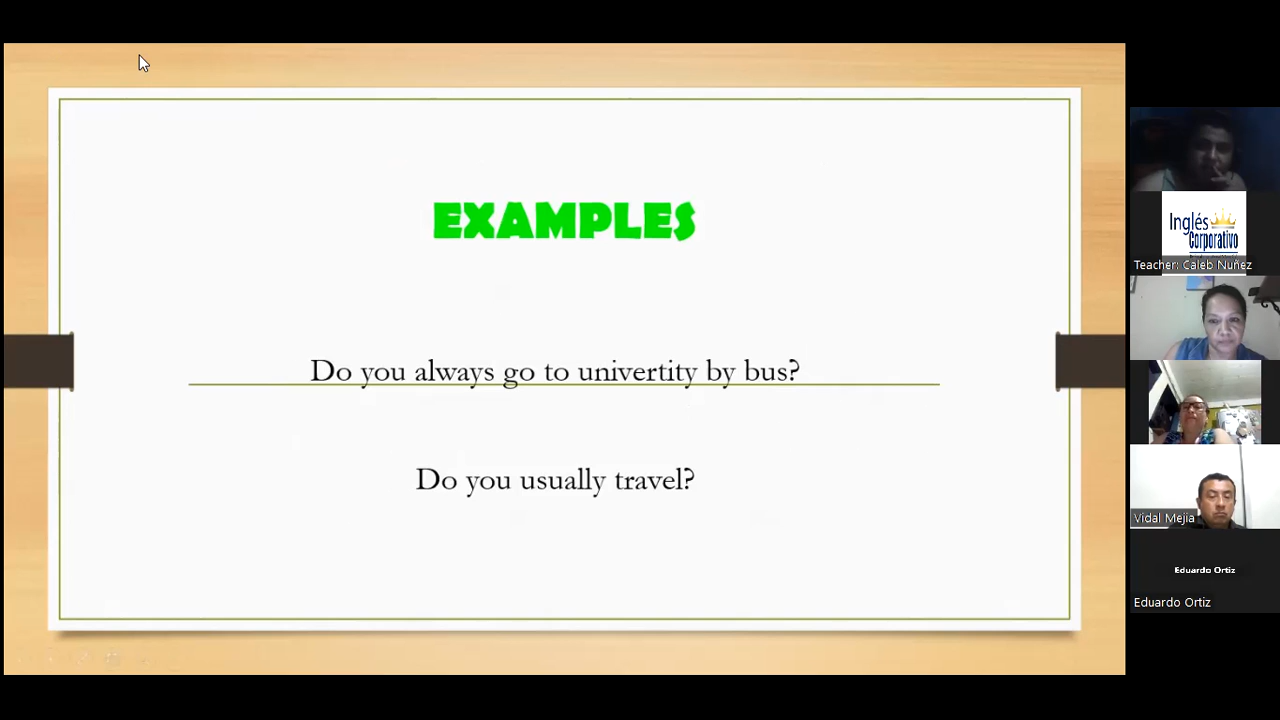 EXAMPLES
Do you always go to univertity by bus?
Do you usually travel?
Inglés
Corporativo
Teacher: Caleb Nuñez
Vidal Mejia
Eduardo Ortiz
Eduardo Ortiz